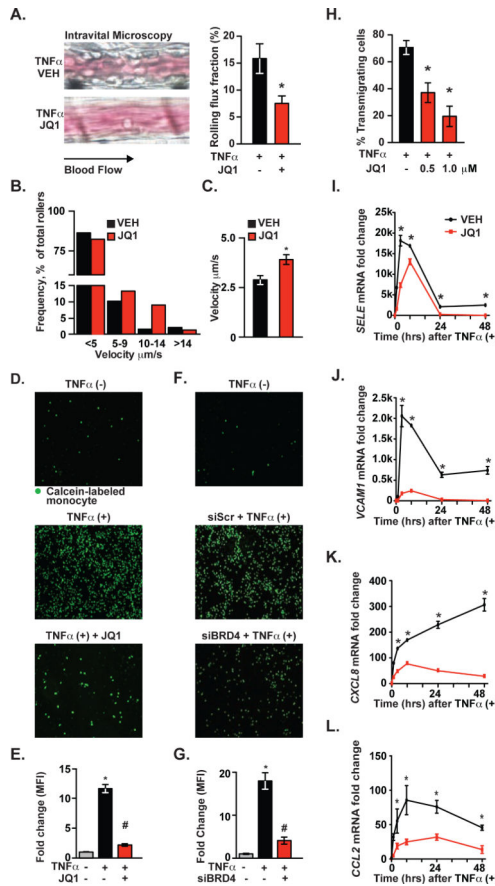 A.
Intravital Microscopy
TNFα
VEH
TNFα
JQ1
Blood Flow
Rolling flux fraction (%)
20
15
10
5
0
*
TNFα + +
JQ1 - +
B.
Frequency, % of total rollers
100
75
15
10
5
0
VEH
JQ1
<5 5-9 10-14 >14
Velocity μm/s
C.
VEH
JQ1
Velocity μm/s
5.0
2.5
0
*
D.
TNFα (-)
Calcein-labeled
monocyte
TNFα (+)
TNFα (+) + JQ1
E.
Fold change (MFI)
15
10
5
0
*
#
TNFα - + +
JQ1 - - +
F.
TNFα (-)
siScr + TNFα (+)
siBRD4 + TNFα (+)
G.
Fold Change (MFI)
20
10
0
*
#
TNFα - + +
siBRD4 - - +
H.
% Transmigrating cells
100
80
60
40
20
0
*
*
TNFα + + +
JQ1 - 0.5 1.0 μM
I.
VEH
JQ1
SELE mRNA fold change
25k
20k
15k
10k
5k
0
* * * *
0 24 48
Time (hrs) after TNFα (+
J.
VCAM1 mRNA fold change
2.5k
2.0k
1.5k
1.0k
500
0
* * * *
0 24 48
Time (hrs) after TNFα (+
K.
CXCL8 mRNA fold change
400
300
200
100
0
* * * *
0 24 48
Time (hrs) after TNFα (+
L.
CCL2 mRNA fold change
150
100
50
0
* * * *
0 24 48
Time (hrs) after TNFα (+